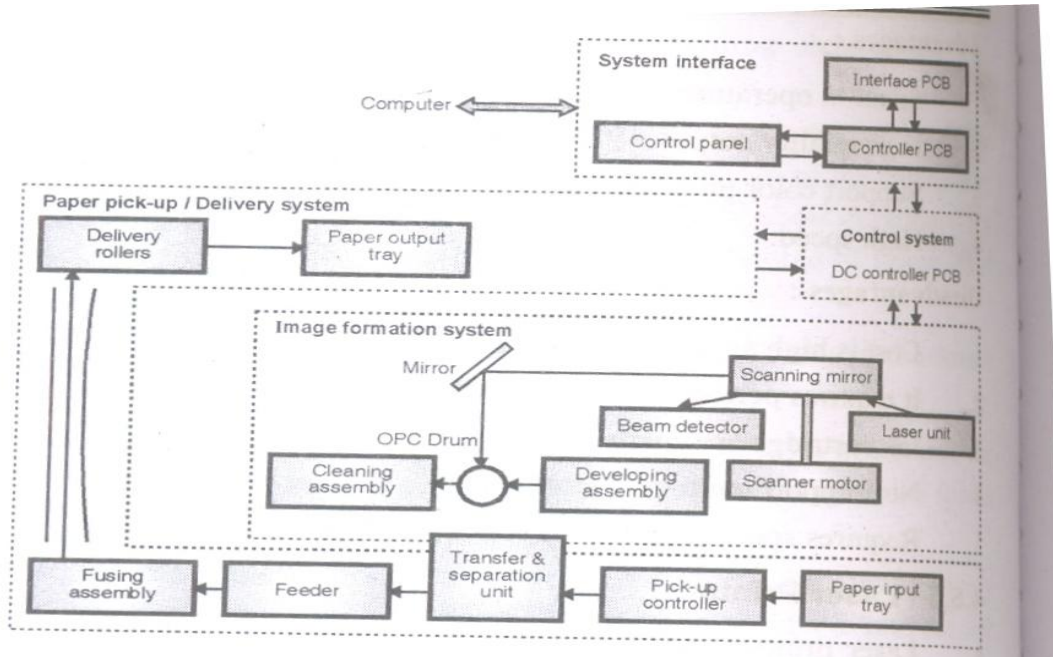 System interface
Interface PCB
Computer
Control panel
Controller PCB
Paper pick-up / Delivery system
Delivery
rollers
Paper output
tray
Control system
DC controller PCB
Image formation system
Mirror
Scanning mirror
Beam detector
Laser unit
OPC Drum
Cleaning
assembly
Developing
assembly
Scanner motor
Fusing
assembly
Feeder
Transfer &
separation
unit
Pick-up
controller
Paper input
tray